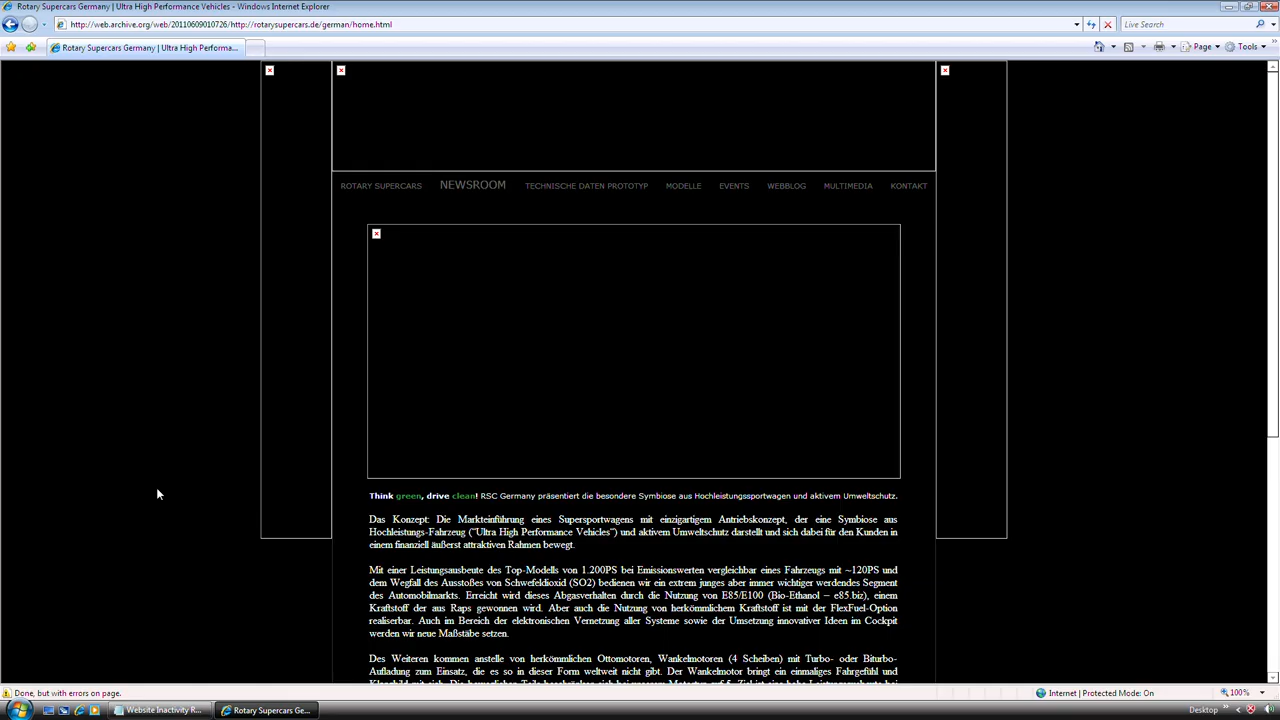 Rotary Supercars Germany | Ultra High Performance Vehicles - Windows Internet Explorer
http://web.archive.org/web/20110609010726/http://rotarysupercars.de/german/home.html
Live Search
Rotary Supercars Germany | Ultra High Performa...
Page
Tools
ROTARY SUPERCARS NEWSROOM TECHNISCHE DATEN PROTOTYP MODELLE EVENTS WEBBLOG MULTIMEDIA KONTAKT
Think green, drive clean! RSC Germany präsentiert die besondere Symbiose aus Hochleistungssportwagen und aktivem Umweltschutz.
Das Konzept: Die Markteinführung eines Supersportwagens mit einzigartigem Antriebskonzept, der eine Symbiose aus
Hochleistungs-Fahrzeug ("Ultra High Performance Vehicles") und aktivem Umweltschutz darstellt und sich dabei für den Kunden in
einem finanziell äußerst attraktiven Rahmen bewegt.
Mit einer Leistungsausbeute des Top-Modells von 1.200PS bei Emissionswerten vergleichbar eines Fahrzeugs mit ~120PS und
dem Wegfall des Ausstoßes von Schwefeldioxid (SO2) bedienen wir ein extrem junges aber immer wichtiger werdendes Segment
des Automobilmarkts. Erreicht wird dieses Abgasverhalten durch die Nutzung von E85/E100 (Bio-Ethanol – e85.biz), einem
Kraftstoff der aus Raps gewonnen wird. Aber auch die Nutzung von herkömmlichem Kraftstoff ist mit der FlexFuel-Option
realiserbar. Auch im Bereich der elektronischen Vernetzung aller Systeme sowie der Umsetzung innovativer Ideen im Cockpit
werden wir neue Maßstäbe setzen.
Des Weiteren kommen anstelle von herkömmlichen Ottomotoren, Wankelmotoren (4 Scheiben) mit Turbo- oder Biturbo-
Aufladung zum Einsatz, die es so in dieser Form weltweit nicht gibt. Der Wankelmotor bringt ein einmaliges Fahrgefühl und
Done, but with errors on page.
Internet | Protected Mode: On
100%
Website Inactivity R...
Rotary Supercars Ge...
Desktop